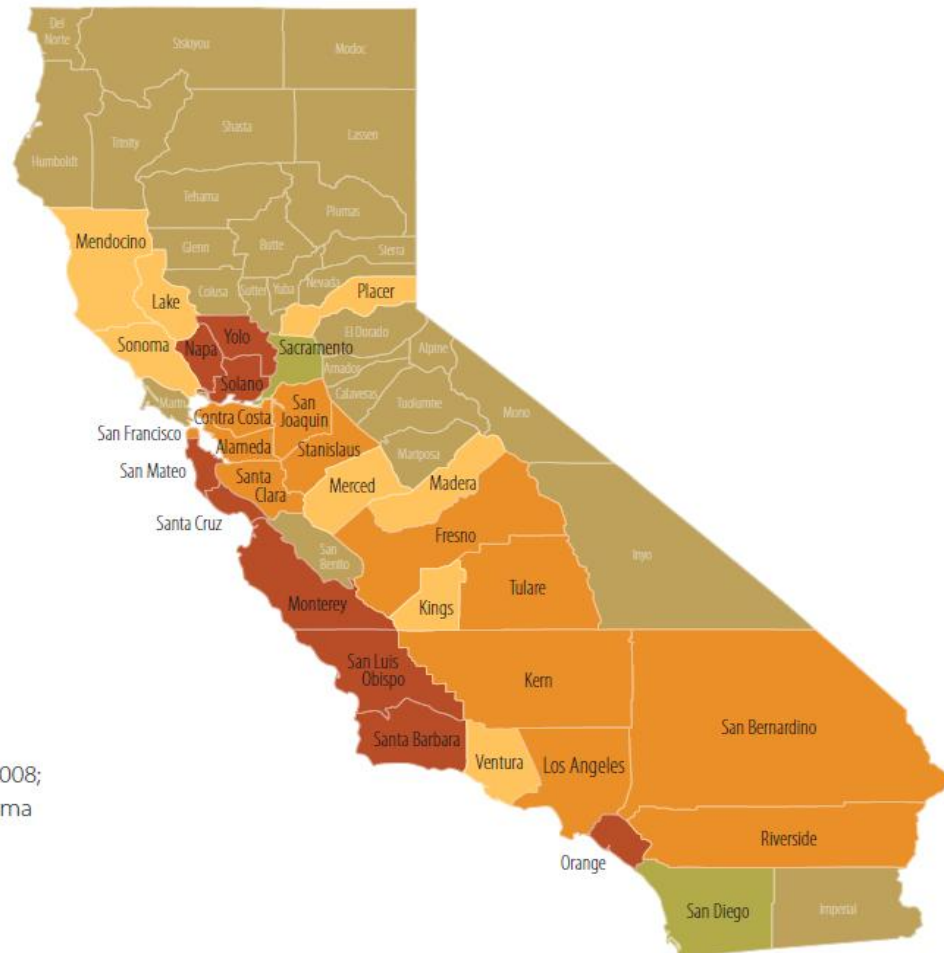 Del
Norte
Siskiyou
Modoc
Humboldt
Trinity
Shasta
Lassen
Tehama
Plumas
Mendocino
Glenn
Butte
Sierra
Lake
Colusa
Sutter
Yuba
Nevada
Placer
Sonoma
Napa
Yolo
Sacramento
El Dorado
Alpine
Solano
Amador
Calaveras
Marin
Contra Costa
San
Joaquin
Tuolumne
Mono
San Francisco
Alameda
Stanislaus
Mariposa
San Mateo
Santa
Clara
Merced
Madera
Santa Cruz
Fresno
San
Benito
Inyo
Monterey
Kings
Tulare
San Luis
Obispo
Kern
San Bernardino
Santa Barbara
Ventura
Los Angeles
008;
ma
Riverside
Orange
San Diego
Imperial